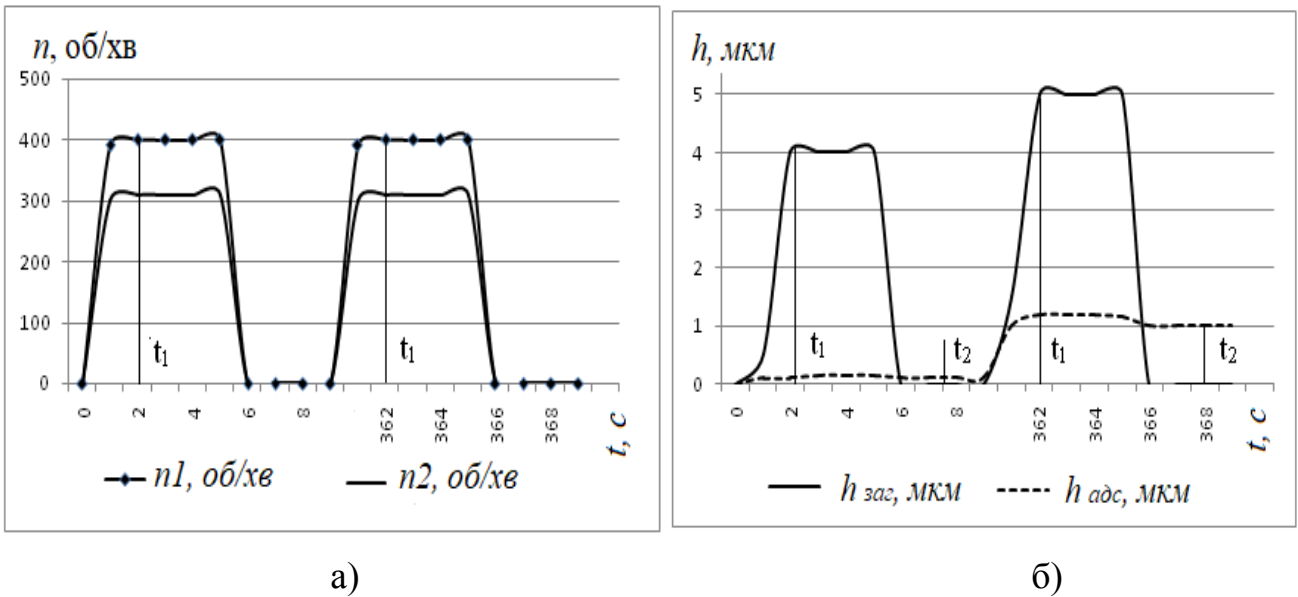 n, об/хв
500
400
300
200
100
0
t1
t1
0
2
4
6
8
362
364
366
368
t, c
n1, об/хв
n2, об/хв
h, мкм
5
4
3
2
1
0
t1
t2
t1
t2
0
2
4
6
8
362
364
366
368
t, c
h заг, мкм
h адс, мкм
а)
б)